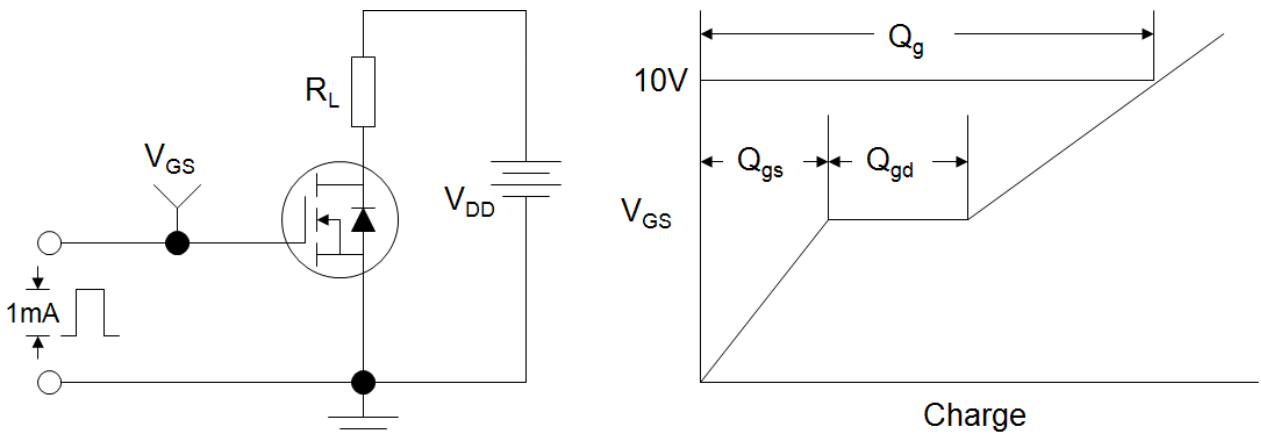 R_L
V_GS
V_DD
1mA
Q_g
10V
Q_gs
Q_gd
V_GS
Charge